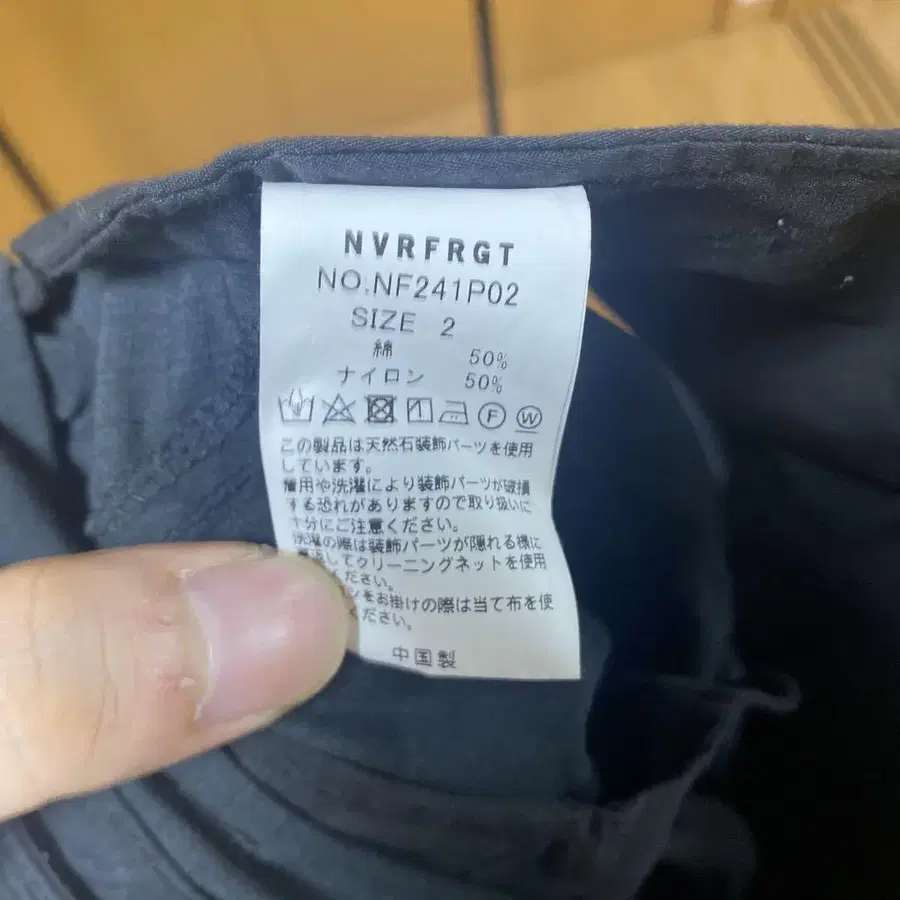 NVRFRGT
NO.NF241P02
SIZE 2
綿 50%
ナイロン 50%
F W
この製品は天然石装飾パーツを使用
しています。
着用や洗濯により装飾パーツが破損
する恐れがありますので取り扱いに
十分にご注意ください。
洗濯の際は装飾パーツが隠れる様に
してクリーニングネットを使用
ください。
をお掛けの際は当て布を使
ください。
中国製